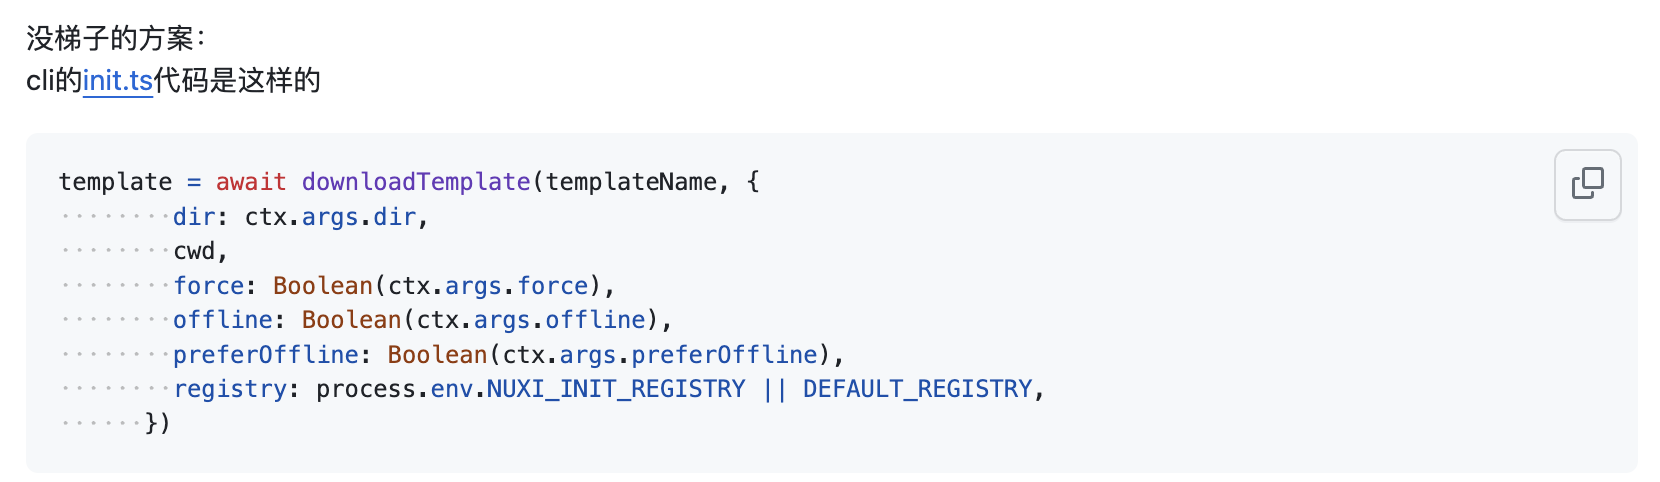 没梯子的方案：
cli的init.ts代码是这样的
template = await downloadTemplate(templateName, {
········dir: ctx.args.dir,
········cwd,
········force: Boolean(ctx.args.force),
········offline: Boolean(ctx.args.offline),
········preferOffline: Boolean(ctx.args.preferOffline),
········registry: process.env.NUXI_INIT_REGISTRY || DEFAULT_REGISTRY,
······})